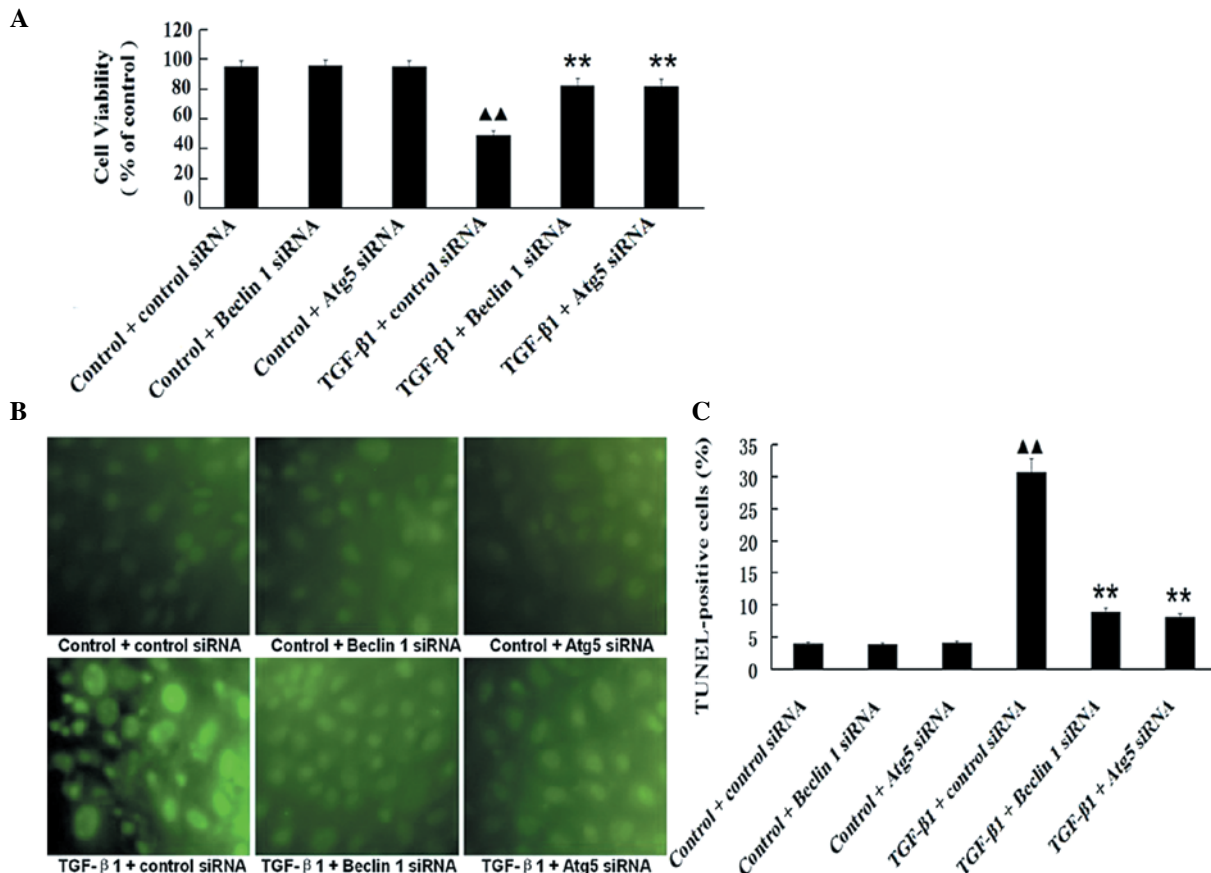 A
Cell Viability
( % of control )
120
100
80
60
40
20
0
▲▲
**
**
Control + control siRNA
Control + Beclin 1 siRNA
Control + Atg5 siRNA
TGF-β1 + control siRNA
TGF-β1 + Beclin 1 siRNA
TGF-β1 + Atg5 siRNA
B
Control + control siRNA
Control + Beclin 1 siRNA
Control + Atg5 siRNA
TGF-β1 + control siRNA
TGF-β1 + Beclin 1 siRNA
TGF-β1 + Atg5 siRNA
C
TUNEL-positive cells (%)
35
30
25
20
15
10
5
0
▲▲
**
**
Control + control siRNA
Control + Beclin 1 siRNA
Control + Atg5 siRNA
TGF-β1 + control siRNA
TGF-β1 + Beclin 1 siRNA
TGF-β1 + Atg5 siRNA